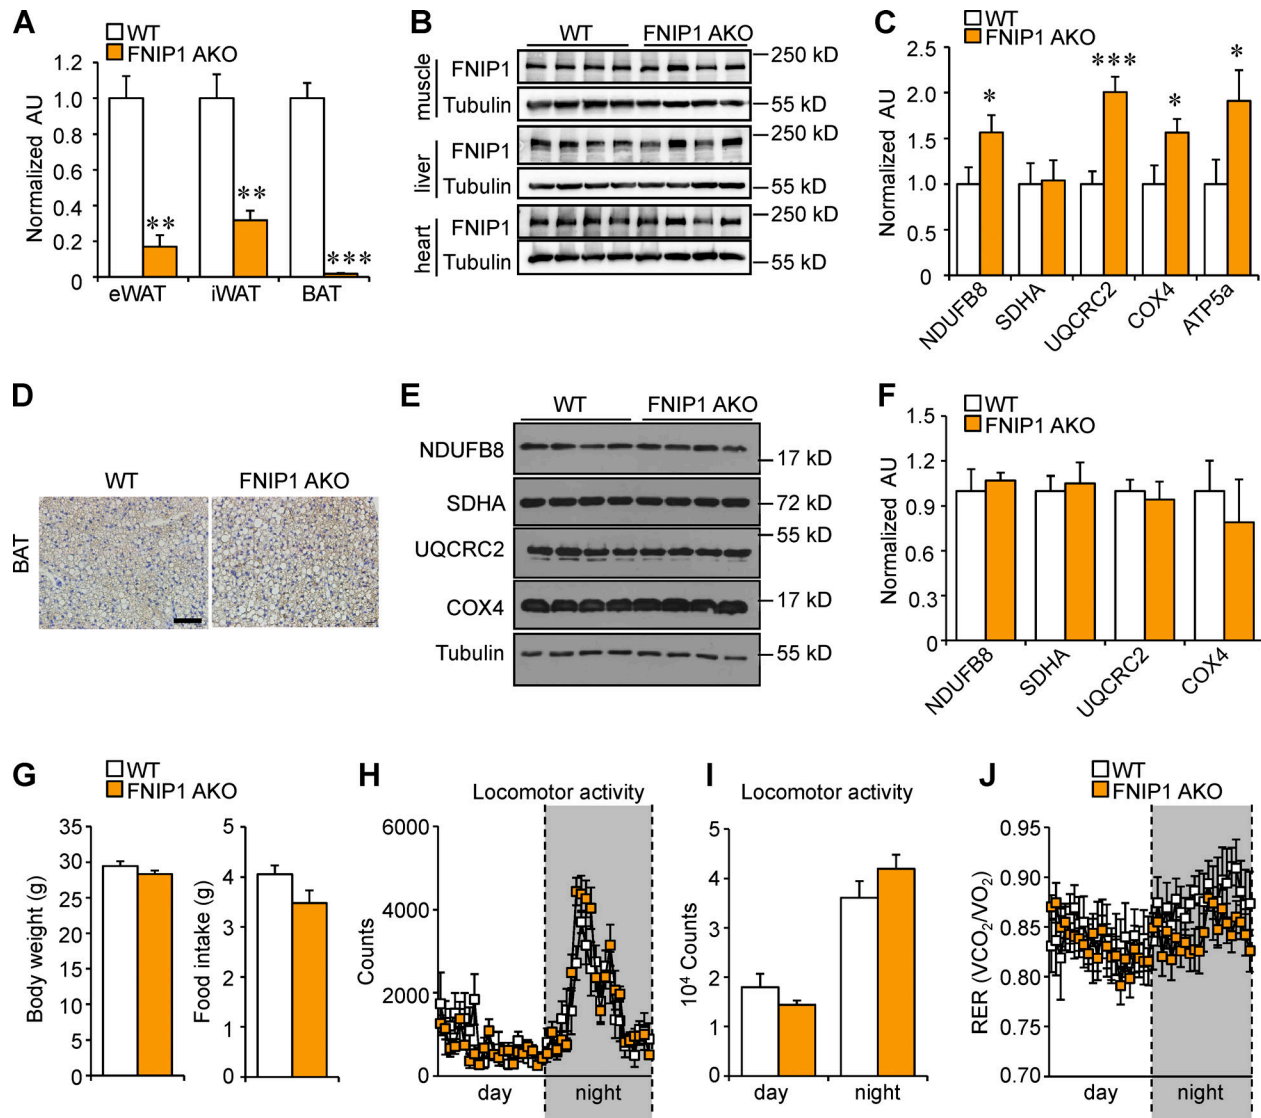 A
WT
FNIP1 AKO
Normalized AU
1.2
1.0
0.8
0.6
0.4
0.2
0
**
**
***
eWAT
iWAT
BAT
B
WT
FNIP1 AKO
muscle
FNIP1
250 kD
Tubulin
55 kD
liver
FNIP1
250 kD
Tubulin
55 kD
heart
FNIP1
250 kD
Tubulin
55 kD
C
WT
FNIP1 AKO
Normalized AU
2.5
2.0
1.5
1.0
0.5
0
*
***
*
*
NDUFB8
SDHA
UQCRC2
COX4
ATP5a
D
WT
FNIP1 AKO
BAT
E
WT
FNIP1 AKO
NDUFB8
17 kD
SDHA
72 kD
UQCRC2
55 kD
COX4
17 kD
Tubulin
55 kD
F
WT
FNIP1 AKO
Normalized AU
1.5
1.2
0.9
0.6
0.3
0
NDUFB8
SDHA
UQCRC2
COX4
G
WT
FNIP1 AKO
Body weight (g)
35
30
25
20
15
10
5
0
Food intake (g)
5
4
3
2
1
0
H
Locomotor activity
Counts
6000
4000
2000
0
day
night
I
Locomotor activity
10⁴ Counts
5
4
3
2
1
0
day
night
J
WT
FNIP1 AKO
RER (VCO₂/VO₂)
0.95
0.90
0.85
0.80
0.75
0.70
day
night